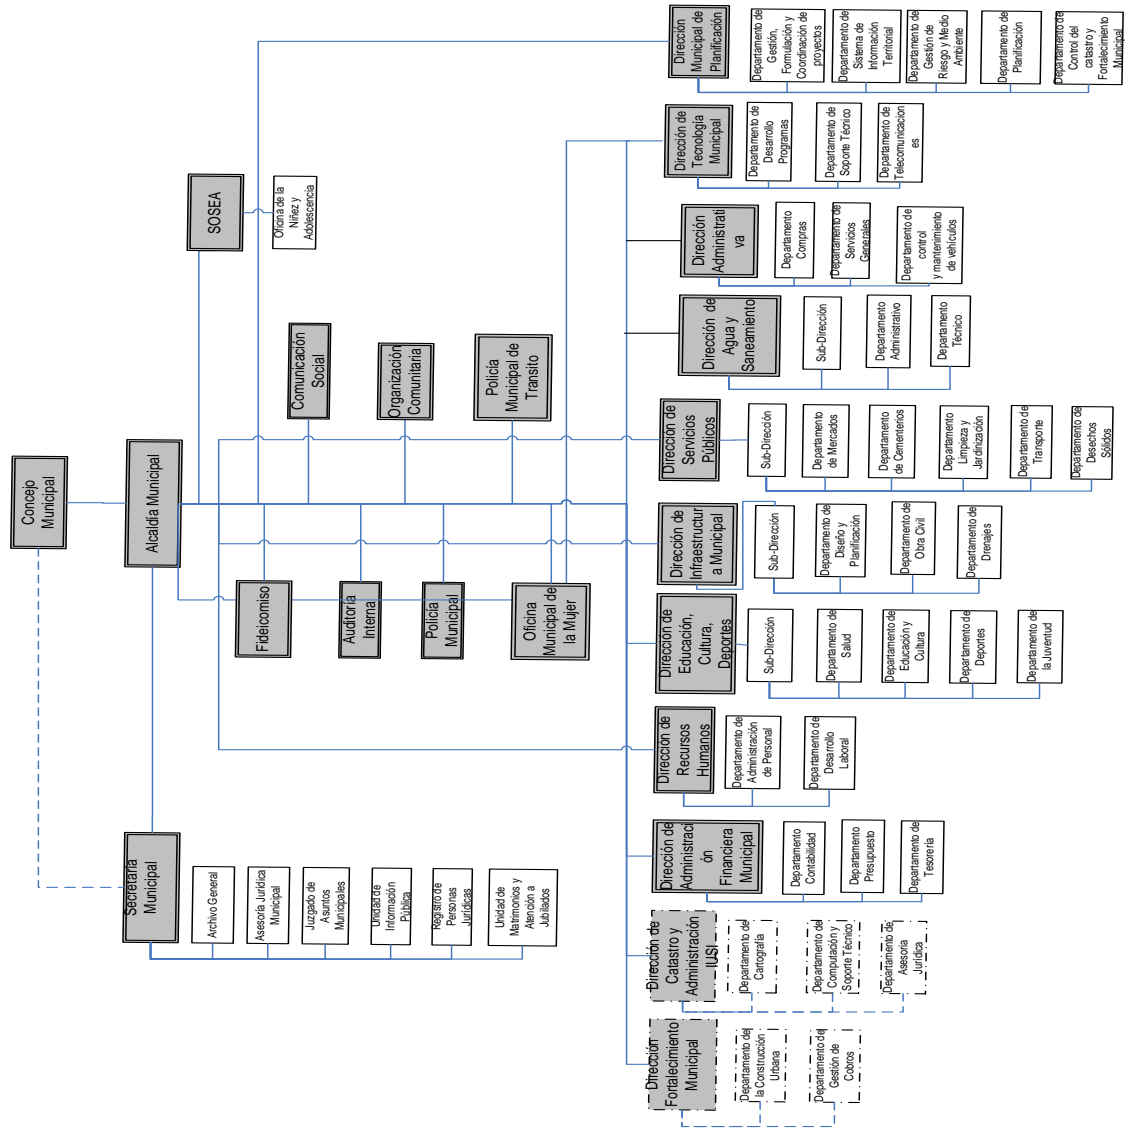 Concejo
Municipal
Alcaldía Municipal
Secretaría
Municipal
Archivo General
Asesoría Jurídica
Municipal
Juzgado de
Asuntos
Municipales
Unidad de
Información
Pública
Registro de
Personas
Jurídicas
Unidad de
Matrimonios y
Atención a
Jubilados
SOSEA
Oficina de la
Niñez y
Adolescencia
Comunicación
Social
Organización
Comunitaria
Policía
Municipal de
Transito
Fideicomiso
Auditoría
Interna
Policía
Municipal
Oficina
Municipal de
la Mujer
Dirección
Fortalecimiento
Municipal
Departamento de
la Construcción
Urbana
Departamento de
Gestión de
Cobros
Dirección de
Catastro y
Administración
IUSI
Departamento de
Cartografía
Departamento de
Computación y
Soporte Técnico
Departamento de
Asesoría
Jurídica
Dirección de
Administraci
ón
Financiera
Municipal
Departamento
Contabilidad
Departamento
Presupuesto
Departamento de
Tesorería
Dirección de
Recursos
Humanos
Departamento de
Administración
de Personal
Departamento de
Desarrollo
Laboral
Dirección de
Educación,
Cultura,
Deportes
Sub-Dirección
Departamento de
Salud
Departamento de
Educación y
Cultura
Departamento de
Deportes
Departamento de
la Juventud
Dirección de
Infraestructur
a Municipal
Sub-Dirección
Departamento de
Diseño y
Planificación
Departamento de
Obra Civil
Departamento de
Drenajes
Dirección de
Servicios
Públicos
Sub-Dirección
Departamento
de Mercados
Departamento
de Cementerios
Departamento
Limpieza y
Jardinización
Departamento de
Transporte
Departamento de
Desechos
Sólidos
Dirección de
Agua y
Saneamiento
Sub-Dirección
Departamento
Administrativo
Departamento
Técnico
Dirección
Administrati
va
Departamento
Compras
Departamento de
Servicios
Generales
Departamento de
control
y mantenimiento
de vehículos
Dirección de
Tecnología
Municipal
Departamento de
Desarrollo
Programas
Departamento de
Soporte Técnico
Departamento de
Telecomunicacion
es
Dirección
Municipal de
Planificación
Departamento de
Gestión,
Formulación y
Coordinación de
proyectos
Departamento de
Sistema de
Información
Territorial
Departamento de
Gestión de
Riesgo y Medio
Ambiente
Departamento de
Planificación
Departamento de
Control del
catastro y
Fortalecimiento
Municipal